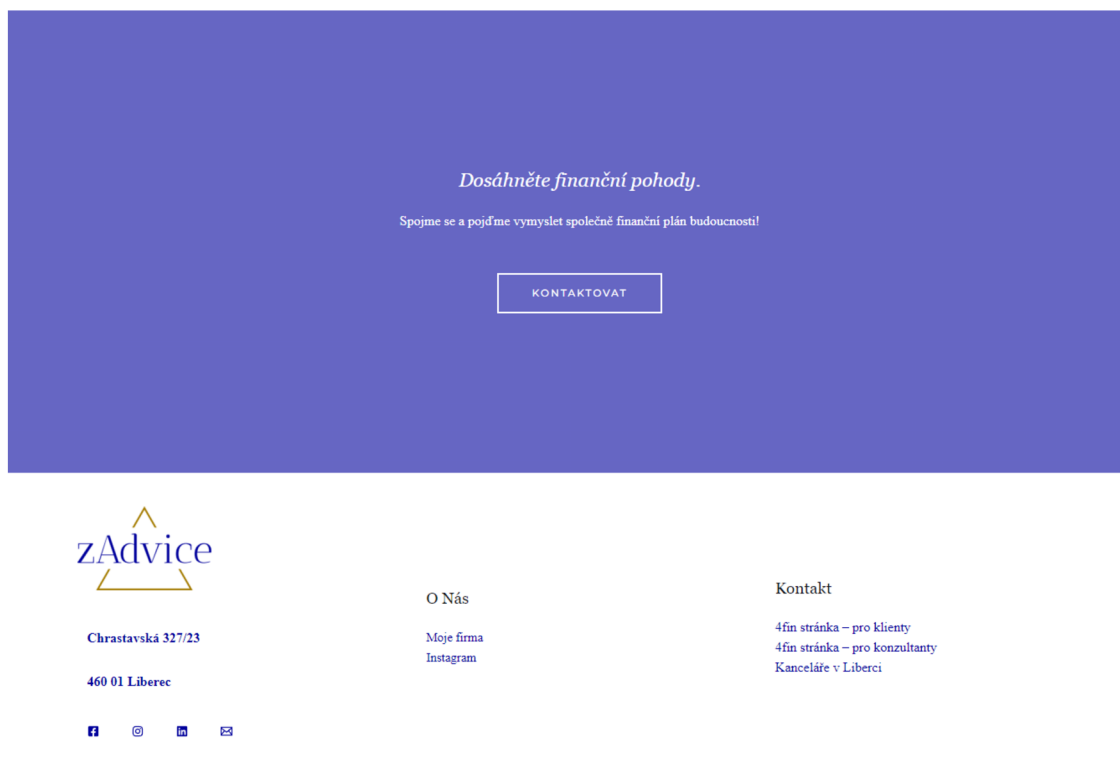 Dosáhněte finanční pohody.
Spojme se a pojďme vymyslet společně finanční plán budoucnosti!
KONTAKTOVAT
zAdvice
Chrastavská 327/23
460 01 Liberec
O Nás
Moje firma
Instagram
Kontakt
4fin stránka – pro klienty
4fin stránka – pro konzultanty
Kanceláře v Liberci